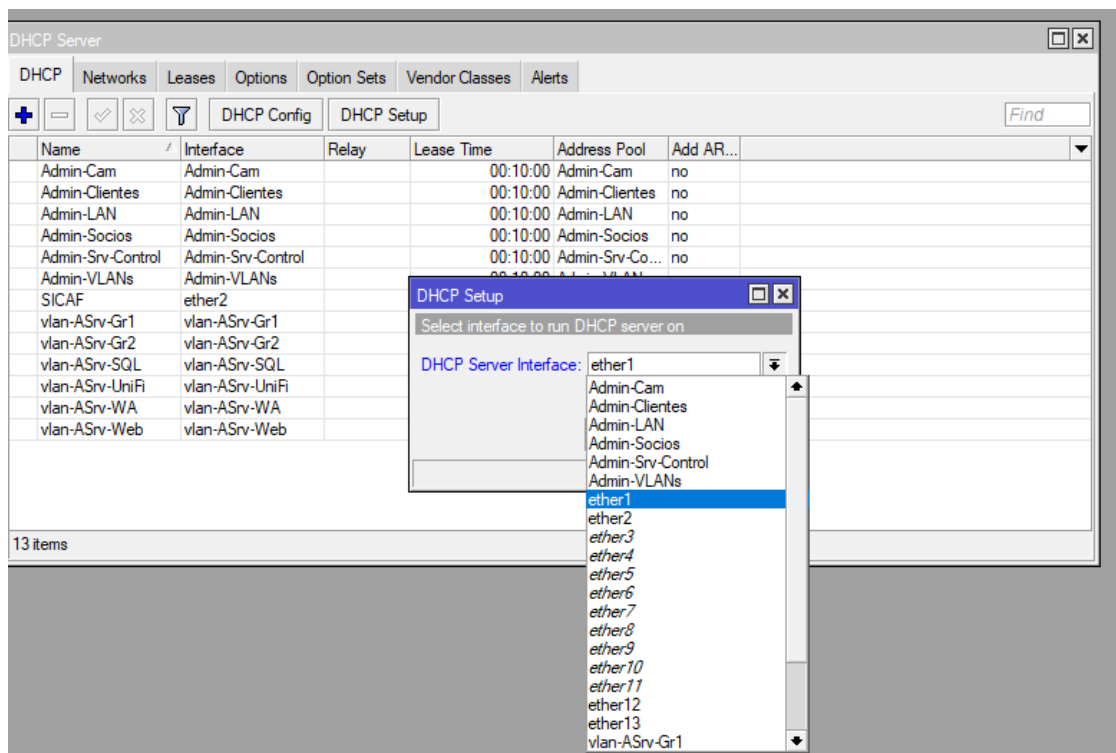 DHCP Server
DHCP Networks Leases Options Option Sets Vendor Classes Alerts
DHCP Config DHCP Setup Find
Name Interface Relay Lease Time Address Pool Add AR...
Admin-Cam Admin-Cam 00:10:00 Admin-Cam no
Admin-Clientes Admin-Clientes 00:10:00 Admin-Clientes no
Admin-LAN Admin-LAN 00:10:00 Admin-LAN no
Admin-Socios Admin-Socios 00:10:00 Admin-Socios no
Admin-Srv-Control Admin-Srv-Control 00:10:00 Admin-Srv-Co... no
Admin-VLANs Admin-VLANs
SICAF ether2
vlan-ASrv-Gr1 vlan-ASrv-Gr1
vlan-ASrv-Gr2 vlan-ASrv-Gr2
vlan-ASrv-SQL vlan-ASrv-SQL
vlan-ASrv-UniFi vlan-ASrv-UniFi
vlan-ASrv-WA vlan-ASrv-WA
vlan-ASrv-Web vlan-ASrv-Web
13 items
DHCP Setup
Select interface to run DHCP server on
DHCP Server Interface: ether1
Admin-Cam
Admin-Clientes
Admin-LAN
Admin-Socios
Admin-Srv-Control
Admin-VLANs
ether1
ether2
ether3
ether4
ether5
ether6
ether7
ether8
ether9
ether10
ether11
ether12
ether13
vlan-ASrv-Gr1